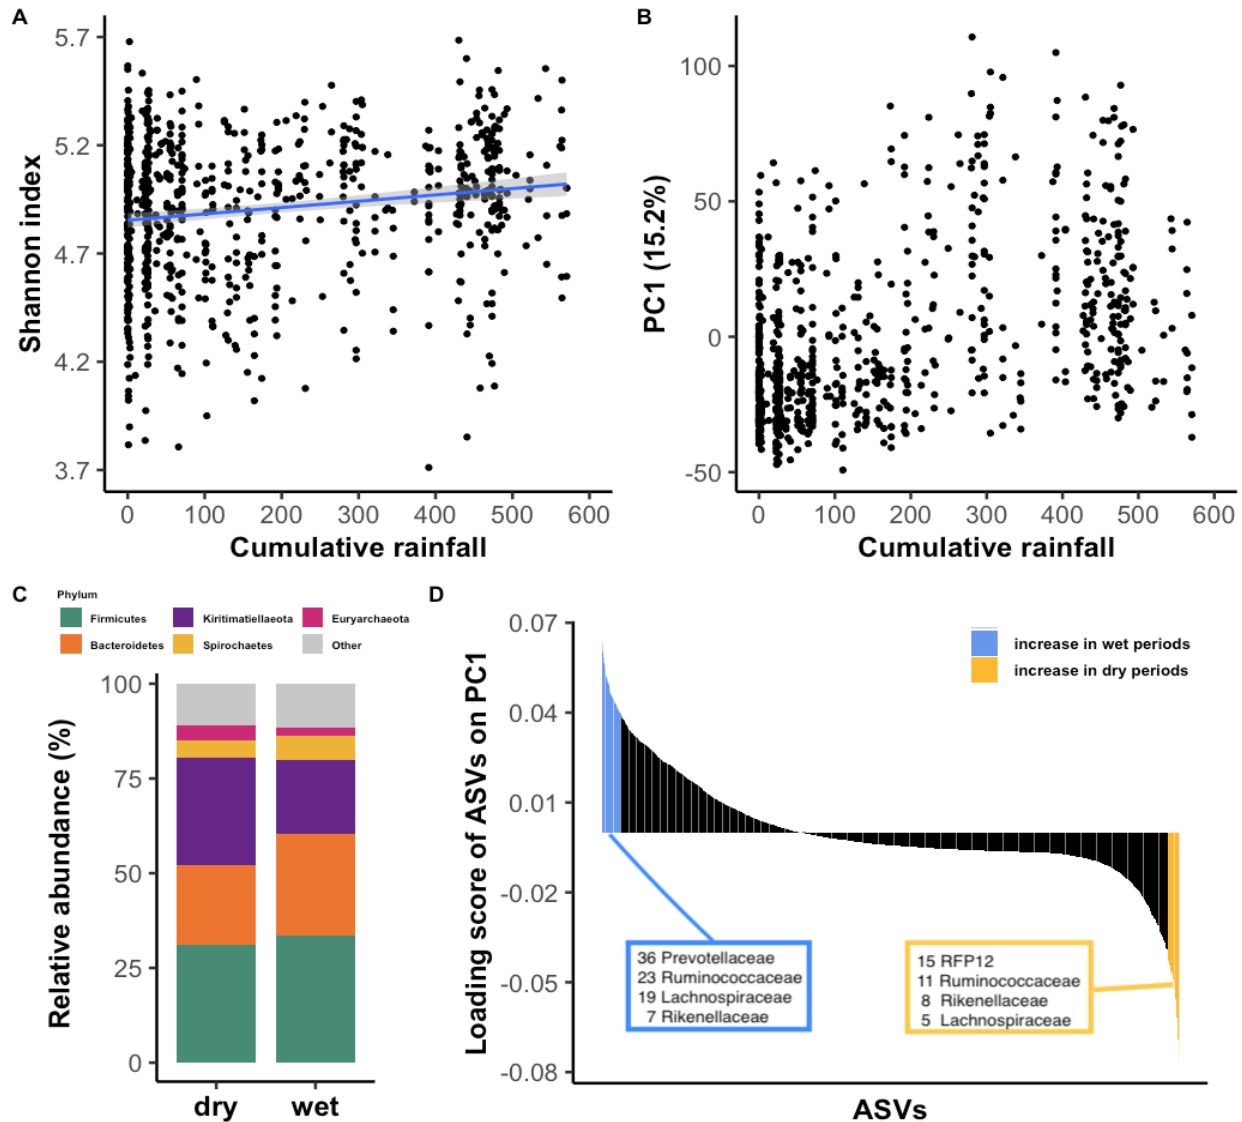 A
5.7
5.2
4.7
4.2
3.7
Shannon index
0 100 200 300 400 500 600
Cumulative rainfall
B
100
50
0
-50
PC1 (15.2%)
0 100 200 300 400 500 600
Cumulative rainfall
C
Phylum
Firmicutes Kiritimatiellaeota Euryarchaeota
Bacteroidetes Spirochaetes Other
100
75
50
25
0
Relative abundance (%)
dry wet
D
0.07
0.04
0.01
-0.02
-0.05
-0.08
Loading score of ASVs on PC1
increase in wet periods
increase in dry periods
36 Prevotellaceae
23 Ruminococcaceae
19 Lachnospiraceae
7 Rikenellaceae
15 RFP12
11 Ruminococcaceae
8 Rikenellaceae
5 Lachnospiraceae
ASVs